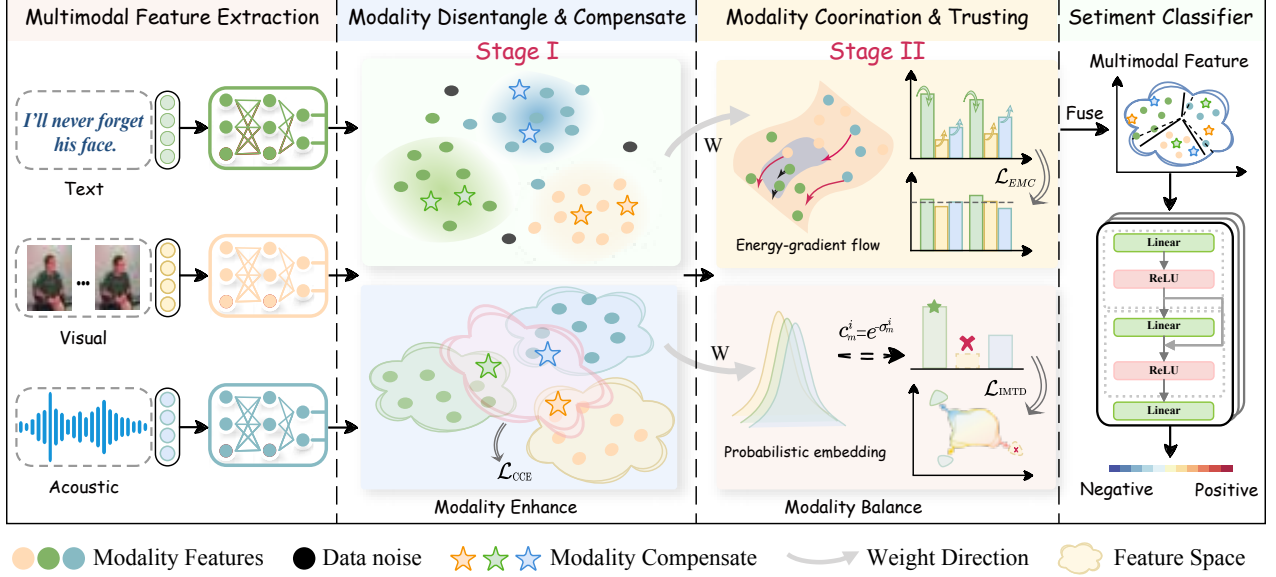 Multimodal Feature Extraction
Modality Disentangle & Compensate
Modality Coorination & Trusting
Setiment Classifier
Stage I
Stage II
I'll never forget
his face.
Text
Visual
Acoustic
W
Energy-gradient flow
ℒEMC
ℒCCE
Modality Enhance
W
Probabilistic embedding
c_m^i=e^{-σ_m^i}
ℒIMTD
Modality Balance
Fuse
Multimodal Feature
Linear
ReLU
Linear
ReLU
Linear
Negative
Positive
Modality Features
Data noise
Modality Compensate
Weight Direction
Feature Space